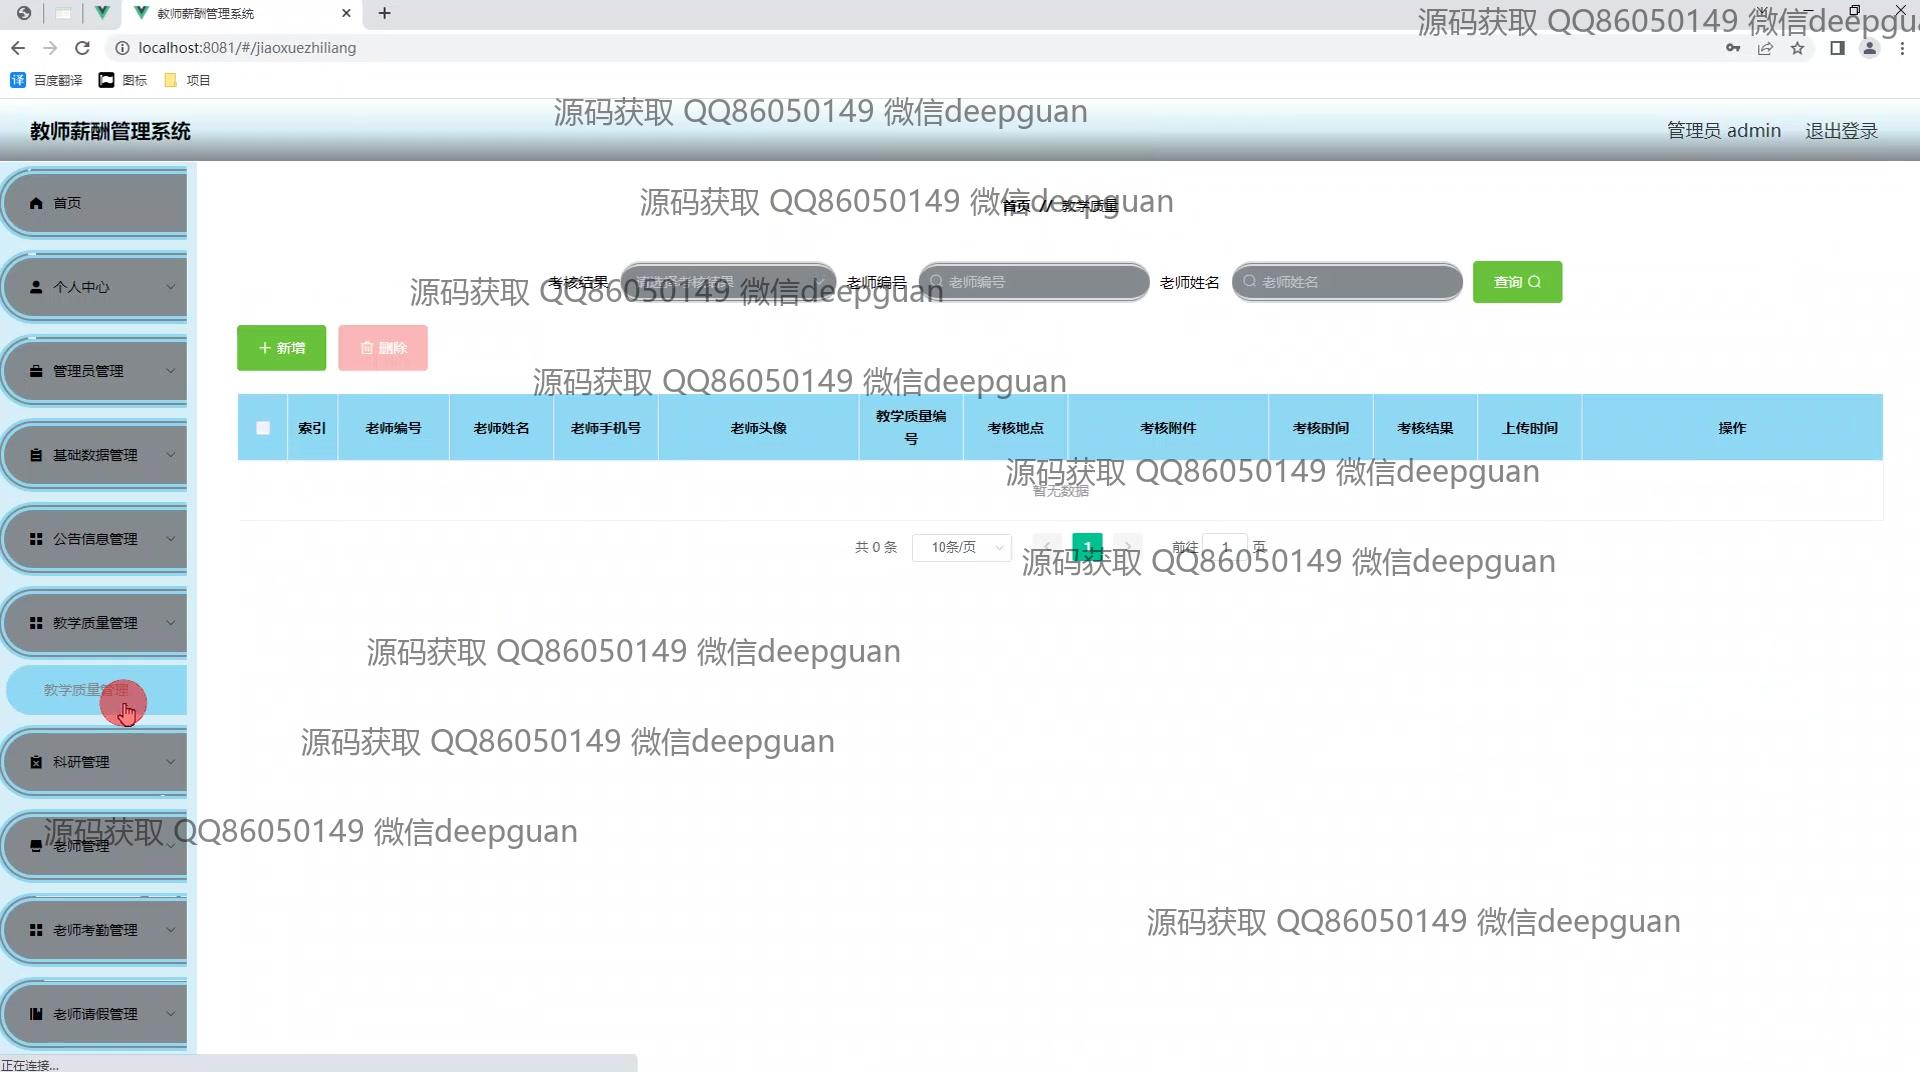 教师薪酬管理系统
源码获取 QQ86050149 微信deepgu
localhost:8081/#/jiaoxuezhiliang
百度翻译 图标 项目
源码获取 QQ86050149 微信deepguan
教师薪酬管理系统
管理员 admin 退出登录
首页
源码获取 QQ86050149 微信deepguan
首页 // 教学质量
个人中心
考核结果 请选择考核结果 老师编号 老师编号 老师姓名 老师姓名 查询
源码获取 QQ86050149 微信deepguan
新增 删除
管理员管理
源码获取 QQ86050149 微信deepguan
索引 老师编号 老师姓名 老师手机号 老师头像 教学质量编号 考核地点 考核附件 考核时间 考核结果 上传时间 操作
基础数据管理
源码获取 QQ86050149 微信deepguan
暂无数据
公告信息管理
共 0 条 10条/页 1 前往 1 页
源码获取 QQ86050149 微信deepguan
教学质量管理
源码获取 QQ86050149 微信deepguan
教学质量管理
源码获取 QQ86050149 微信deepguan
科研管理
源码获取 QQ86050149 微信deepguan
老师管理
源码获取 QQ86050149 微信deepguan
老师考勤管理
老师请假管理
正在连接...